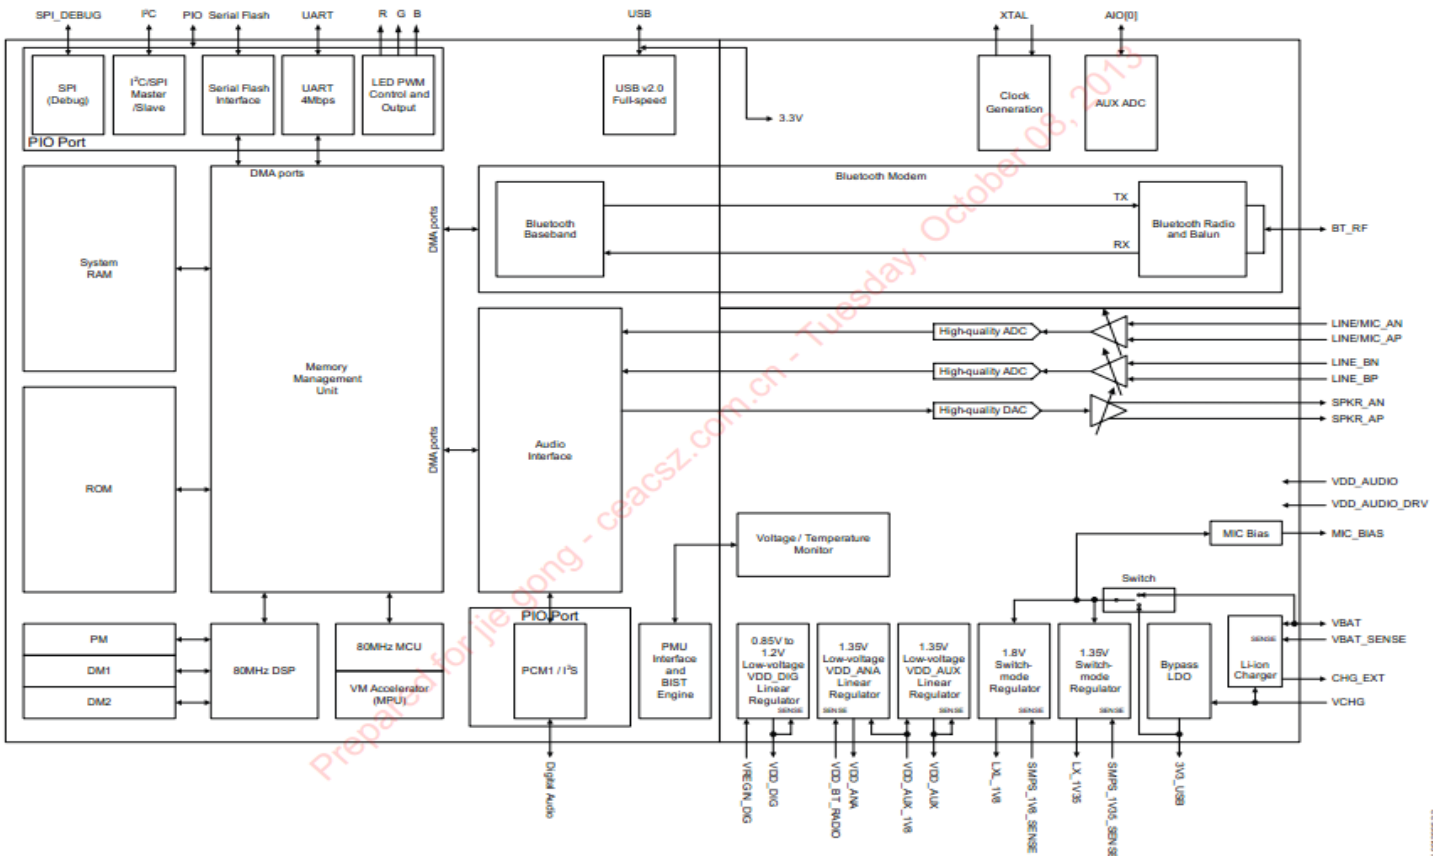 SPI_DEBUG
I²C
PIO
Serial Flash
UART
R
G
B
USB
XTAL
AIO[0]
SPI
(Debug)
I²C/SPI
Master
/Slave
Serial Flash
Interface
UART
4Mbps
LED PWM
Control and
Output
PIO Port
USB v2.0
Full-speed
3.3V
Clock
Generation
AUX ADC
DMA ports
System
RAM
ROM
Memory
Management
Unit
DMA ports
DMA ports
Bluetooth Modem
Bluetooth
Baseband
TX
RX
Bluetooth Radio
and Balun
BT_RF
Audio
Interface
High-quality ADC
High-quality ADC
High-quality DAC
LINE/MIC_AN
LINE/MIC_AP
LINE_BN
LINE_BP
SPKR_AN
SPKR_AP
VDD_AUDIO
VDD_AUDIO_DRV
MIC Bias
MIC_BIAS
Voltage / Temperature
Monitor
Switch
VBAT
VBAT_SENSE
CHG_EXT
VCHG
PM
DM1
DM2
80MHz DSP
80MHz MCU
VM Accelerator
(MPU)
PIO Port
PCM1 / I²S
PMU
Interface
and
BIST
Engine
0.85V to
1.2V
Low-voltage
VDD_DIG
Linear
Regulator
SENSE
1.35V
Low-voltage
VDD_ANA
Linear
Regulator
SENSE
1.35V
Low-voltage
VDD_AUX
Linear
Regulator
SENSE
1.8V
Switch-
mode
Regulator
SENSE
1.35V
Switch-
mode
Regulator
SENSE
Bypass
LDO
SENSE
Li-ion
Charger
Digital Audio
VREGIN_DIG
VDD_DIG
VDD_BT_RADIO
VDD_ANA
VDD_AUX_1V8
VDD_AUX
LXL_1V8
SMPS_1V8_SENSE
LX_1V35
SMPS_1V35_SENSE
3V3_USB
Prepared for jie gong - ceacsz.com.cn - Tuesday, October 08, 2013